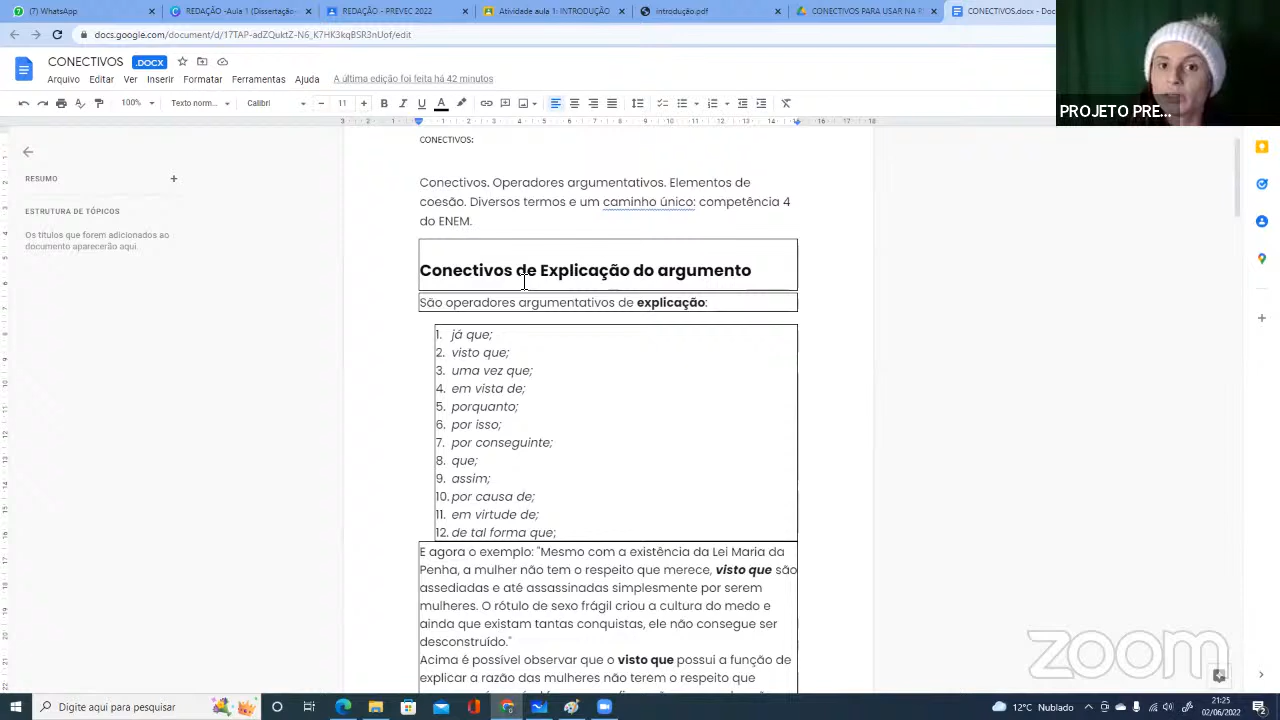 REDAÇÃO -Aul 1 (Dissertação-
REDAÇÃO - PREVEC 2022
Atividade aula 1: INTRODUÇÃO
introdução.pdf
CONECTIVOS PARA USAR NA R
CONECTIVOS.docx - Docum
docs.google.com/document/d/17TAP-adZQuktZ-N6_K7HK3kqBSR3nUof/edit
CONECTIVOS .DOCX
Arquivo Editar Ver Inserir Formatar Ferramentas Ajuda A última edição foi feita há 42 minutos
100% Texto norm... Calibri 11
PROJETO PRE...
CONECTIVOS:
RESUMO
ESTRUTURA DE TÓPICOS
Os títulos que forem adicionados ao
documento aparecerão aqui.
Conectivos. Operadores argumentativos. Elementos de
coesão. Diversos termos e um caminho único: competência 4
do ENEM.
Conectivos de Explicação do argumento
São operadores argumentativos de explicação:
1. já que;
2. visto que;
3. uma vez que;
4. em vista de;
5. porquanto;
6. por isso;
7. por conseguinte;
8. que;
9. assim;
10. por causa de;
11. em virtude de;
12. de tal forma que;
E agora o exemplo: "Mesmo com a existência da Lei Maria da
Penha, a mulher não tem o respeito que merece, visto que são
assediadas e até assassinadas simplesmente por serem
mulheres. O rótulo de sexo frágil criou a cultura do medo e
ainda que existam tantas conquistas, ele não consegue ser
desconstruído."
Acima é possível observar que o visto que possui a função de
explicar a razão das mulheres não terem o respeito que
zoom
Digite aqui para pesquisar
12°C Nublado
21:25
02/06/2022